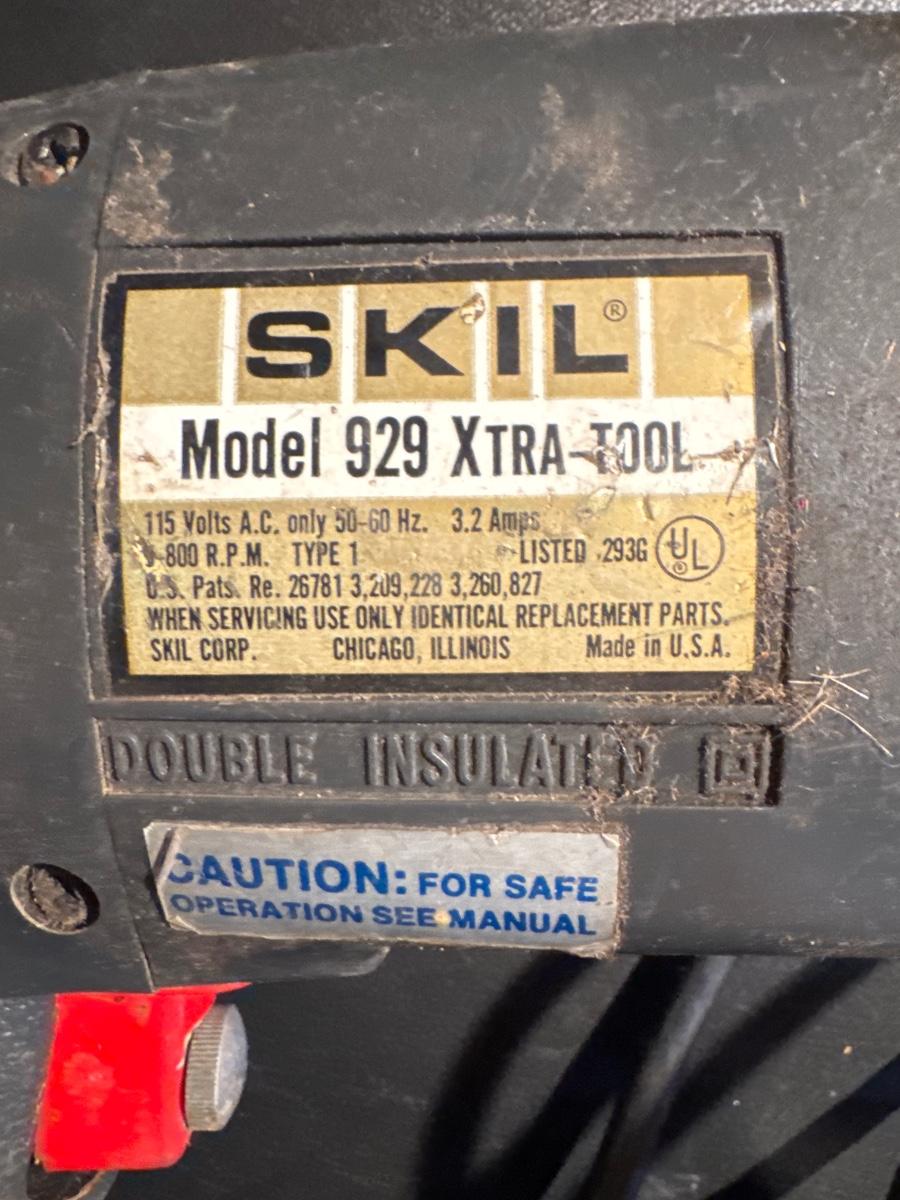 SKIL®
Model 929 XTRA-TOOL
115 Volts A.C. only 50-60 Hz. 3.2 Amps
-800 R.P.M. TYPE 1 LISTED 293G UL
U.S. Pats. Re. 26781 3,209,228 3,260,827
WHEN SERVICING USE ONLY IDENTICAL REPLACEMENT PARTS.
SKIL CORP. CHICAGO, ILLINOIS Made in U.S.A.
DOUBLE INSULATED
CAUTION: FOR SAFE
OPERATION SEE MANUAL